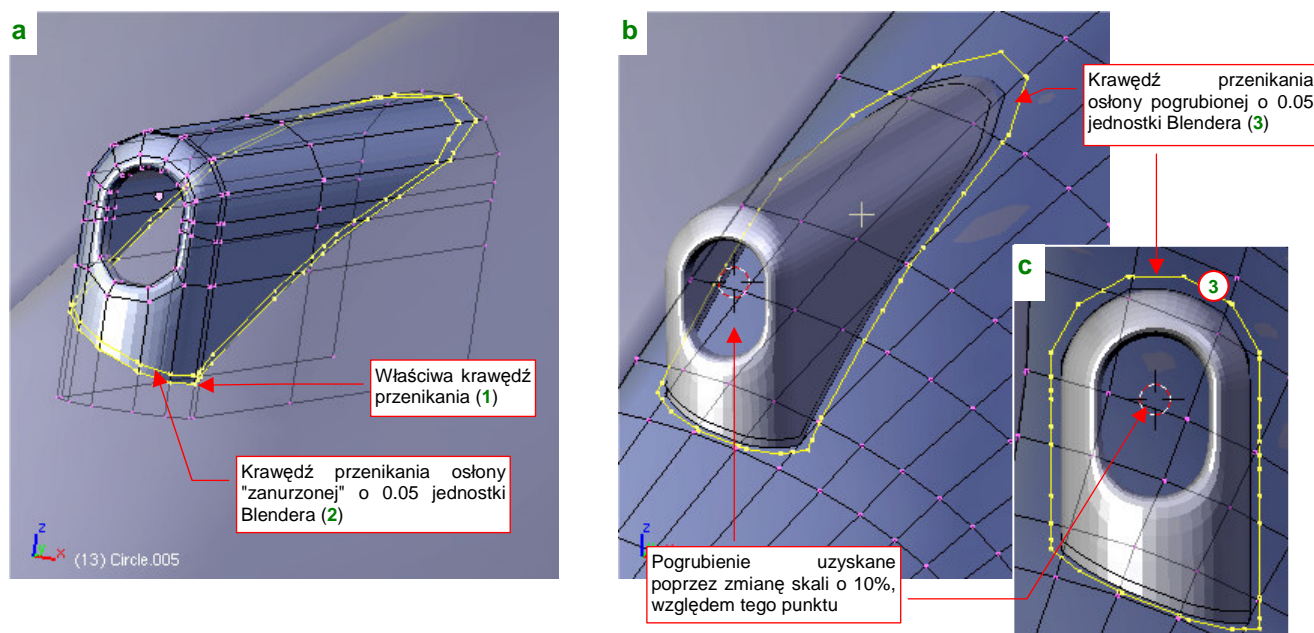 a
b
Krawędź przenikania
osłony pogrubionej o 0.05
jednostki Blendera (3)
c
3
Właściwa krawędź
przenikania (1)
Krawędź przenikania osłony
"zanurzonej" o 0.05 jednostki
Blendera (2)
z
y
x
(13) Circle.005
z
x
Pogrubienie uzyskane
poprzez zmianę skali o 10%,
względem tego punktu